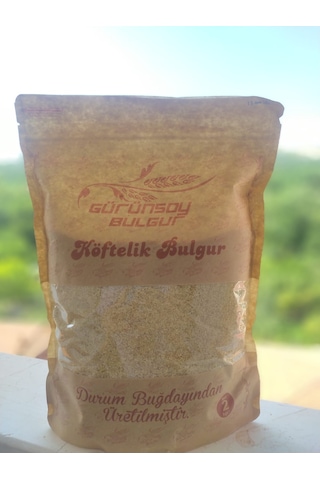 GÜRÜNSOY
BULGUR
Köftelik Bulgur
Durum Buğdayından
Üretilmiştir.